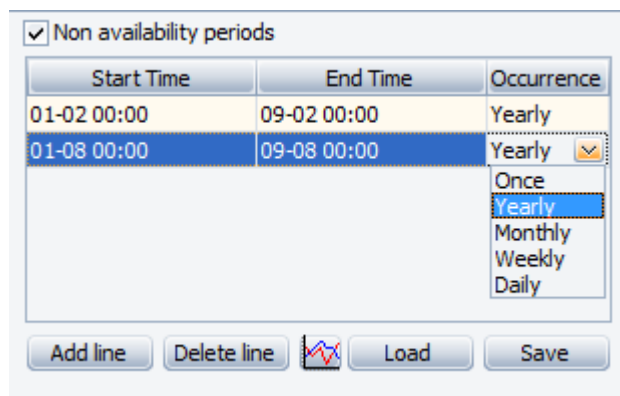 Non availability periods
Start Time End Time Occurrence
01-02 00:00 09-02 00:00 Yearly
01-08 00:00 09-08 00:00 Yearly
Once
Yearly
Monthly
Weekly
Daily
Add line Delete line Load Save